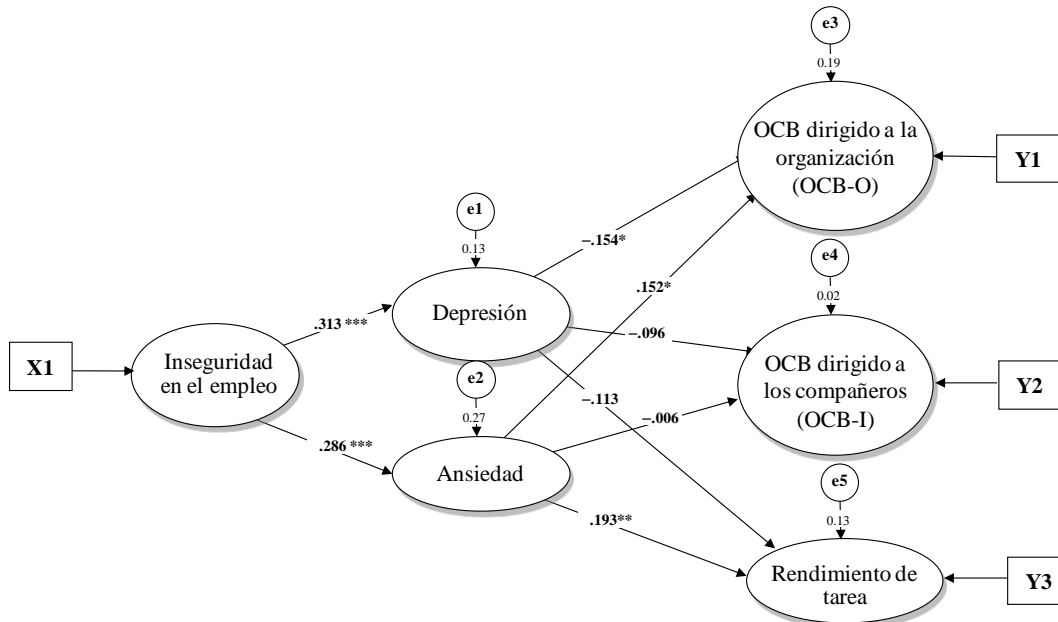 e3
0.19
OCB dirigido a la
organización
(OCB-O)
Y1
e1
0.13
–.154*
Depresión
.152*
e4
0.02
.313 ***
–.096
X1
Inseguridad
en el empleo
e2
0.27
–.113
OCB dirigido a
los compañeros
(OCB-I)
Y2
–.006
.286 ***
Ansiedad
e5
0.13
.193**
Rendimiento de
tarea
Y3